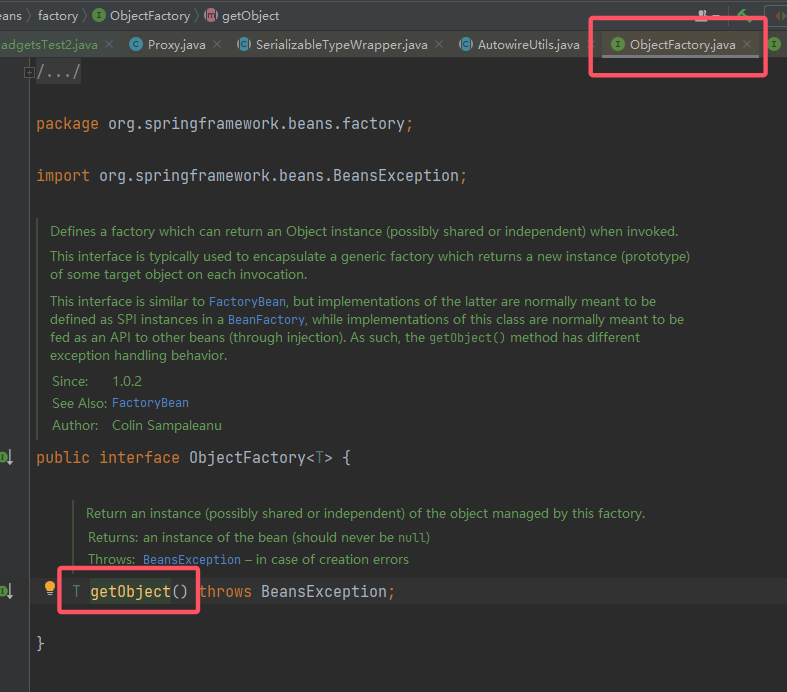 eans factory ObjectFactory getObject
adgetsTest2.java Proxy.java SerializableTypeWrapper.java AutowireUtils.java ObjectFactory.java
/.../
package org.springframework.beans.factory;
import org.springframework.beans.BeansException;
Defines a factory which can return an Object instance (possibly shared or independent) when invoked.
This interface is typically used to encapsulate a generic factory which returns a new instance (prototype)
of some target object on each invocation.
This interface is similar to FactoryBean, but implementations of the latter are normally meant to be
defined as SPI instances in a BeanFactory, while implementations of this class are normally meant to be
fed as an API to other beans (through injection). As such, the getObject() method has different
exception handling behavior.
Since: 1.0.2
See Also: FactoryBean
Author: Colin Sampaleanu
public interface ObjectFactory<T> {
Return an instance (possibly shared or independent) of the object managed by this factory.
Returns: an instance of the bean (should never be null)
Throws: BeansException – in case of creation errors
T getObject() throws BeansException;
}